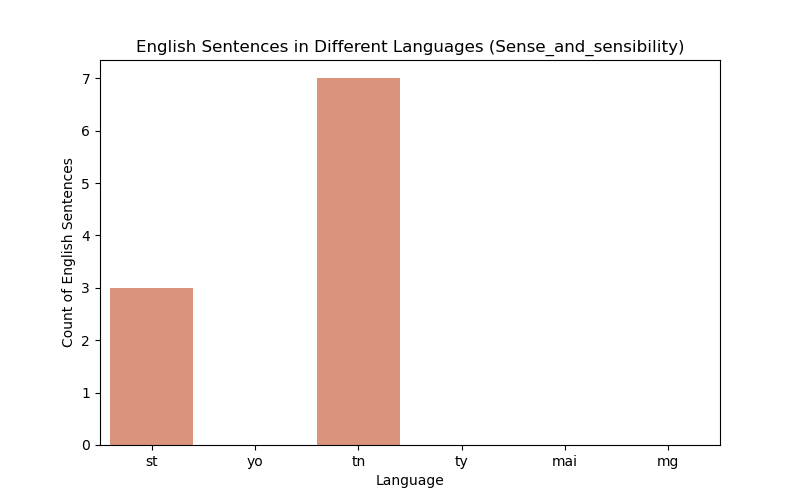 English Sentences in Different Languages (Sense_and_sensibility)
7
6
5
4
3
2
1
0
Count of English Sentences
st yo tn ty mai mg
Language